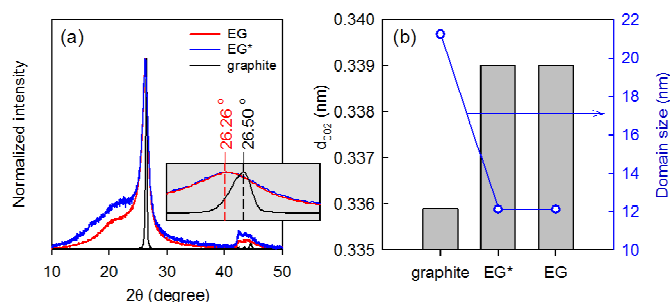 (a)
EG
EG*
graphite
26.26 °
26.50 °
Normalized intensity
10
20
30
40
50
2θ (degree)
(b)
0.340
0.339
0.338
0.337
0.336
0.335
d002 (nm)
22
20
18
16
14
12
10
Domain size (nm)
graphite
EG*
EG